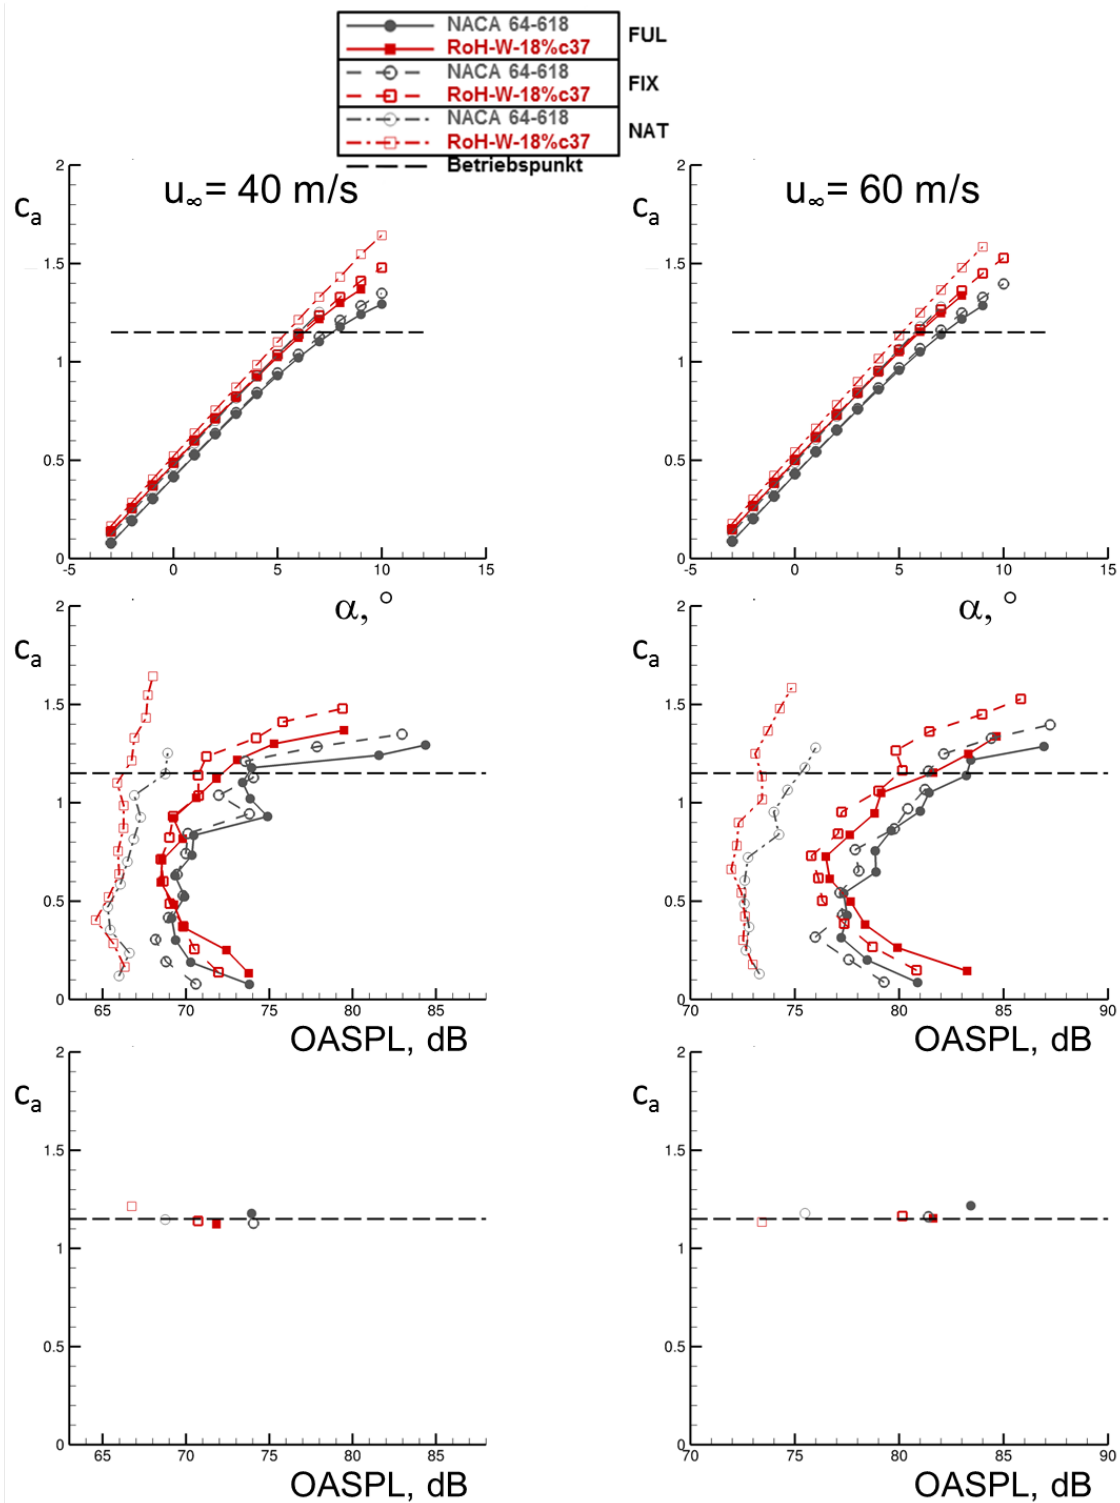 NACA 64-618
RoH-W-18%c37
FUL
NACA 64-618
RoH-W-18%c37
FIX
NACA 64-618
RoH-W-18%c37
NAT
Betriebspunkt
u∞= 40 m/s
cₐ
2
1.5
1
0.5
0
-5 0 5 10 15
α, °
u∞= 60 m/s
cₐ
2
1.5
1
0.5
0
-5 0 5 10 15
α, °
cₐ
2
1.5
1
0.5
0
65 70 75 80 85
OASPL, dB
cₐ
2
1.5
1
0.5
0
70 75 80 85 90
OASPL, dB
cₐ
2
1.5
1
0.5
0
65 70 75 80 85
OASPL, dB
cₐ
2
1.5
1
0.5
0
70 75 80 85 90
OASPL, dB